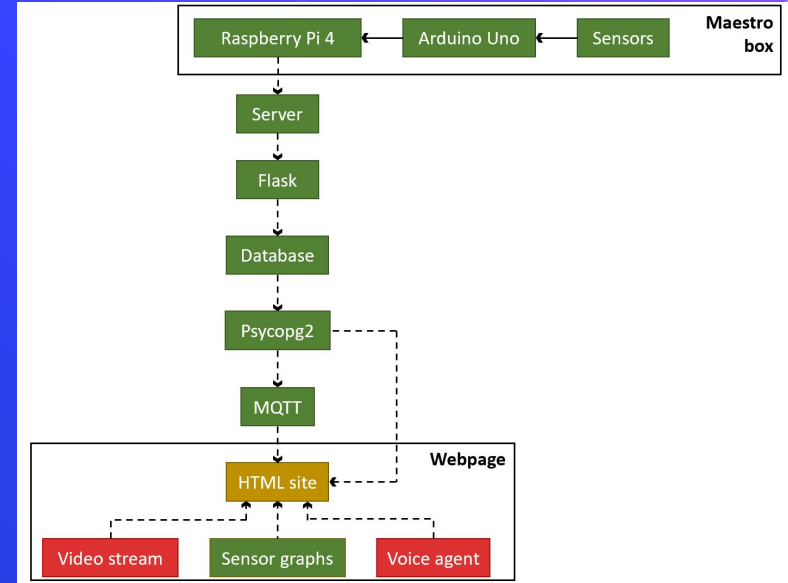 Maestro
box
Raspberry Pi 4
Arduino Uno
Sensors
Server
Flask
Database
Psycopg2
MQTT
Webpage
HTML site
Video stream
Sensor graphs
Voice agent